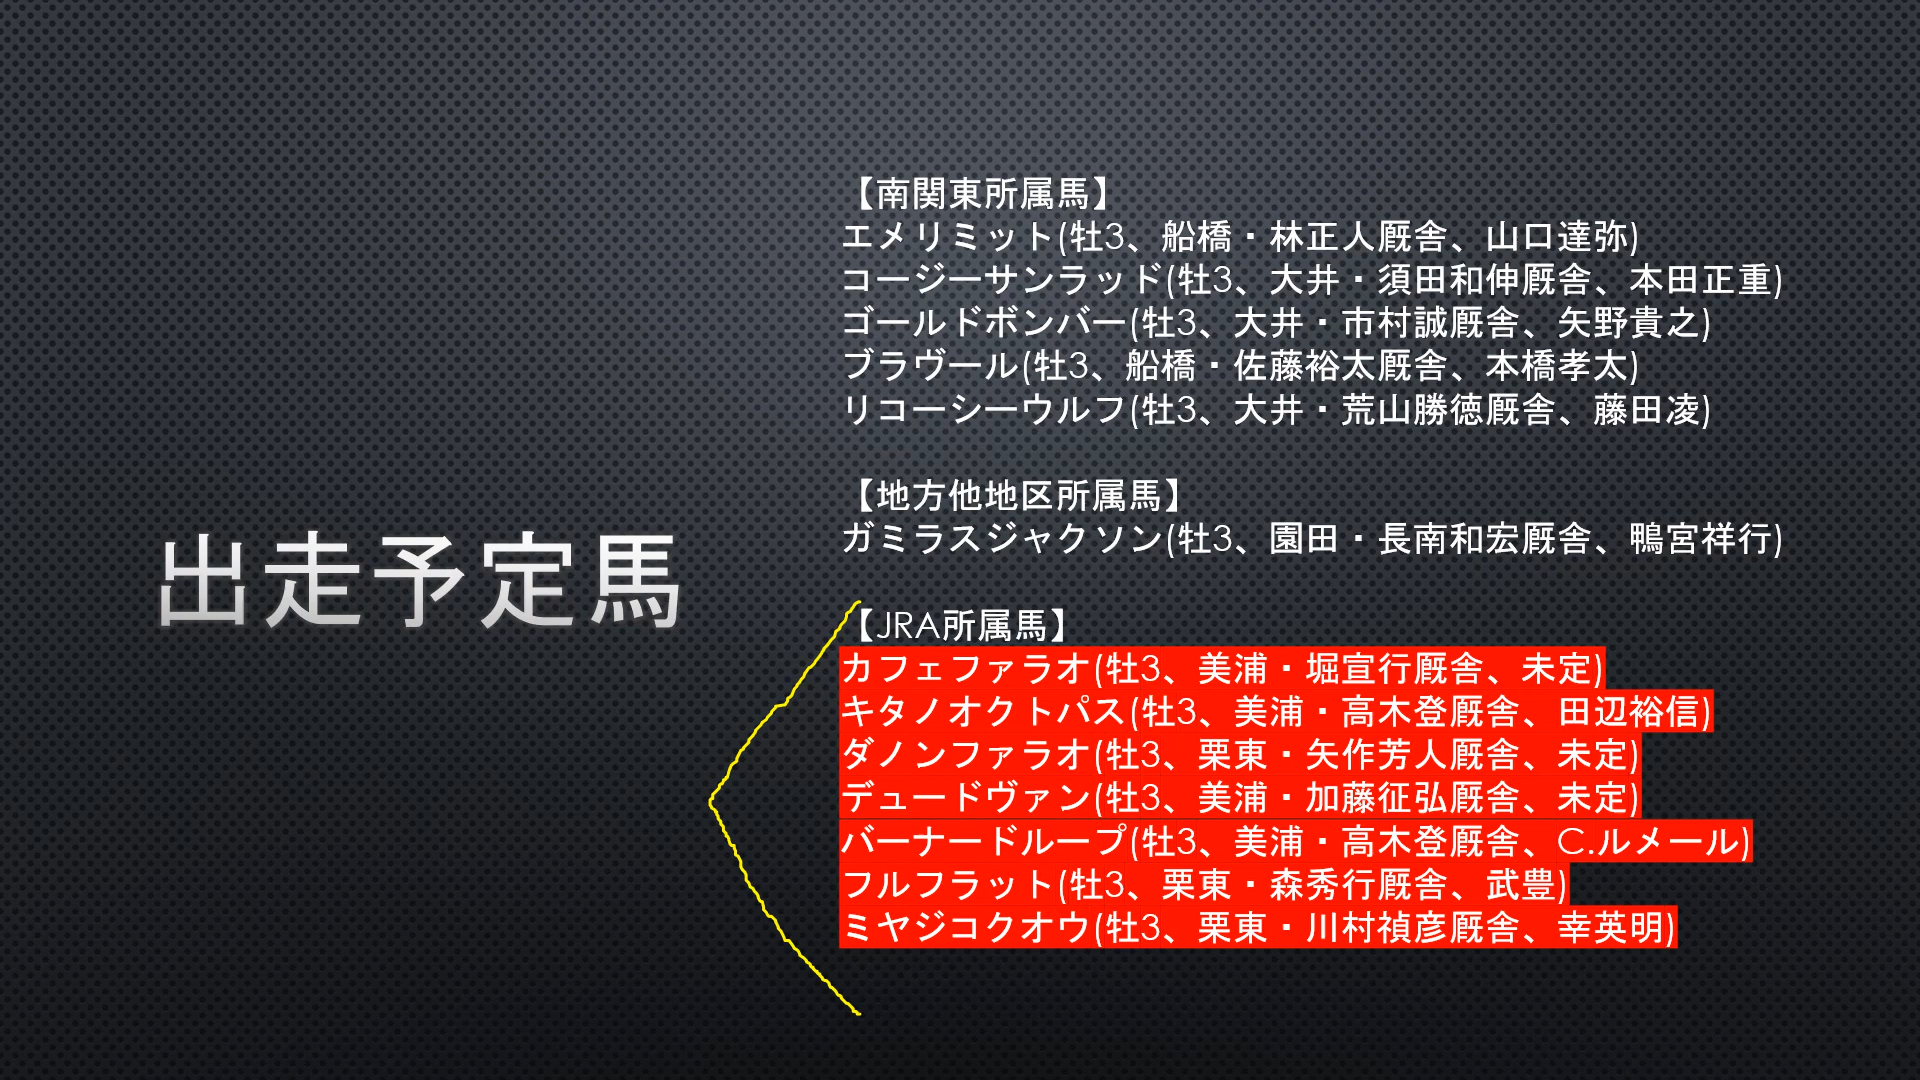 出走予定馬
【南関東所属馬】
エメリミット(牡3、船橋・林正人厩舎、山口達弥)
コージーサンラッド(牡3、大井・須田和伸厩舎、本田正重)
ゴールドボンバー(牡3、大井・市村誠厩舎、矢野貴之)
ブラヴール(牡3、船橋・佐藤裕太厩舎、本橋孝太)
リコーシーウルフ(牡3、大井・荒山勝徳厩舎、藤田凌)
【地方他地区所属馬】
ガミラスジャクソン(牡3、園田・長南和宏厩舎、鴨宮祥行)
【JRA所属馬】
カフェファラオ(牡3、美浦・堀宣行厩舎、未定)
キタノオクトパス(牡3、美浦・高木登厩舎、田辺裕信)
ダノンファラオ(牡3、栗東・矢作芳人厩舎、未定)
デュードヴァン(牡3、美浦・加藤征弘厩舎、未定)
バーナードループ(牡3、美浦・高木登厩舎、C.ルメール)
フルフラット(牡3、栗東・森秀行厩舎、武豊)
ミヤジコクオウ(牡3、栗東・川村禎彦厩舎、幸英明)